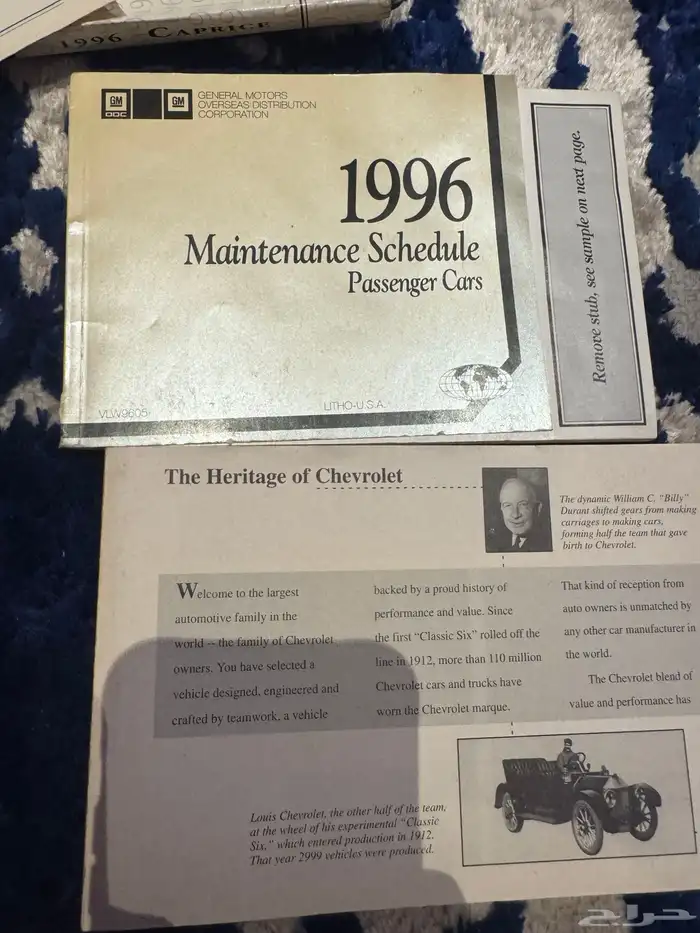 1996 CAPRICE
GM
ODC
GM
GENERAL MOTORS
OVERSEAS DISTRIBUTION
CORPORATION
1996
Maintenance Schedule
Passenger Cars
VLW9605
LITHO-U.S.A.
Remove stub, see sample on next page.
The Heritage of Chevrolet
The dynamic William C. "Billy"
Durant shifted gears from making
carriages to making cars,
forming half the team that gave
birth to Chevrolet.
Welcome to the largest
automotive family in the
world -- the family of Chevrolet
owners. You have selected a
vehicle designed, engineered and
crafted by teamwork, a vehicle
backed by a proud history of
performance and value. Since
the first "Classic Six" rolled off the
line in 1912, more than 110 million
Chevrolet cars and trucks have
worn the Chevrolet marque.
That kind of reception from
auto owners is unmatched by
any other car manufacturer in
the world.
The Chevrolet blend of
value and performance has
Louis Chevrolet, the other half of the team,
at the wheel of his experimental "Classic
Six," which entered production in 1912.
That year 2999 vehicles were produced.
حراج